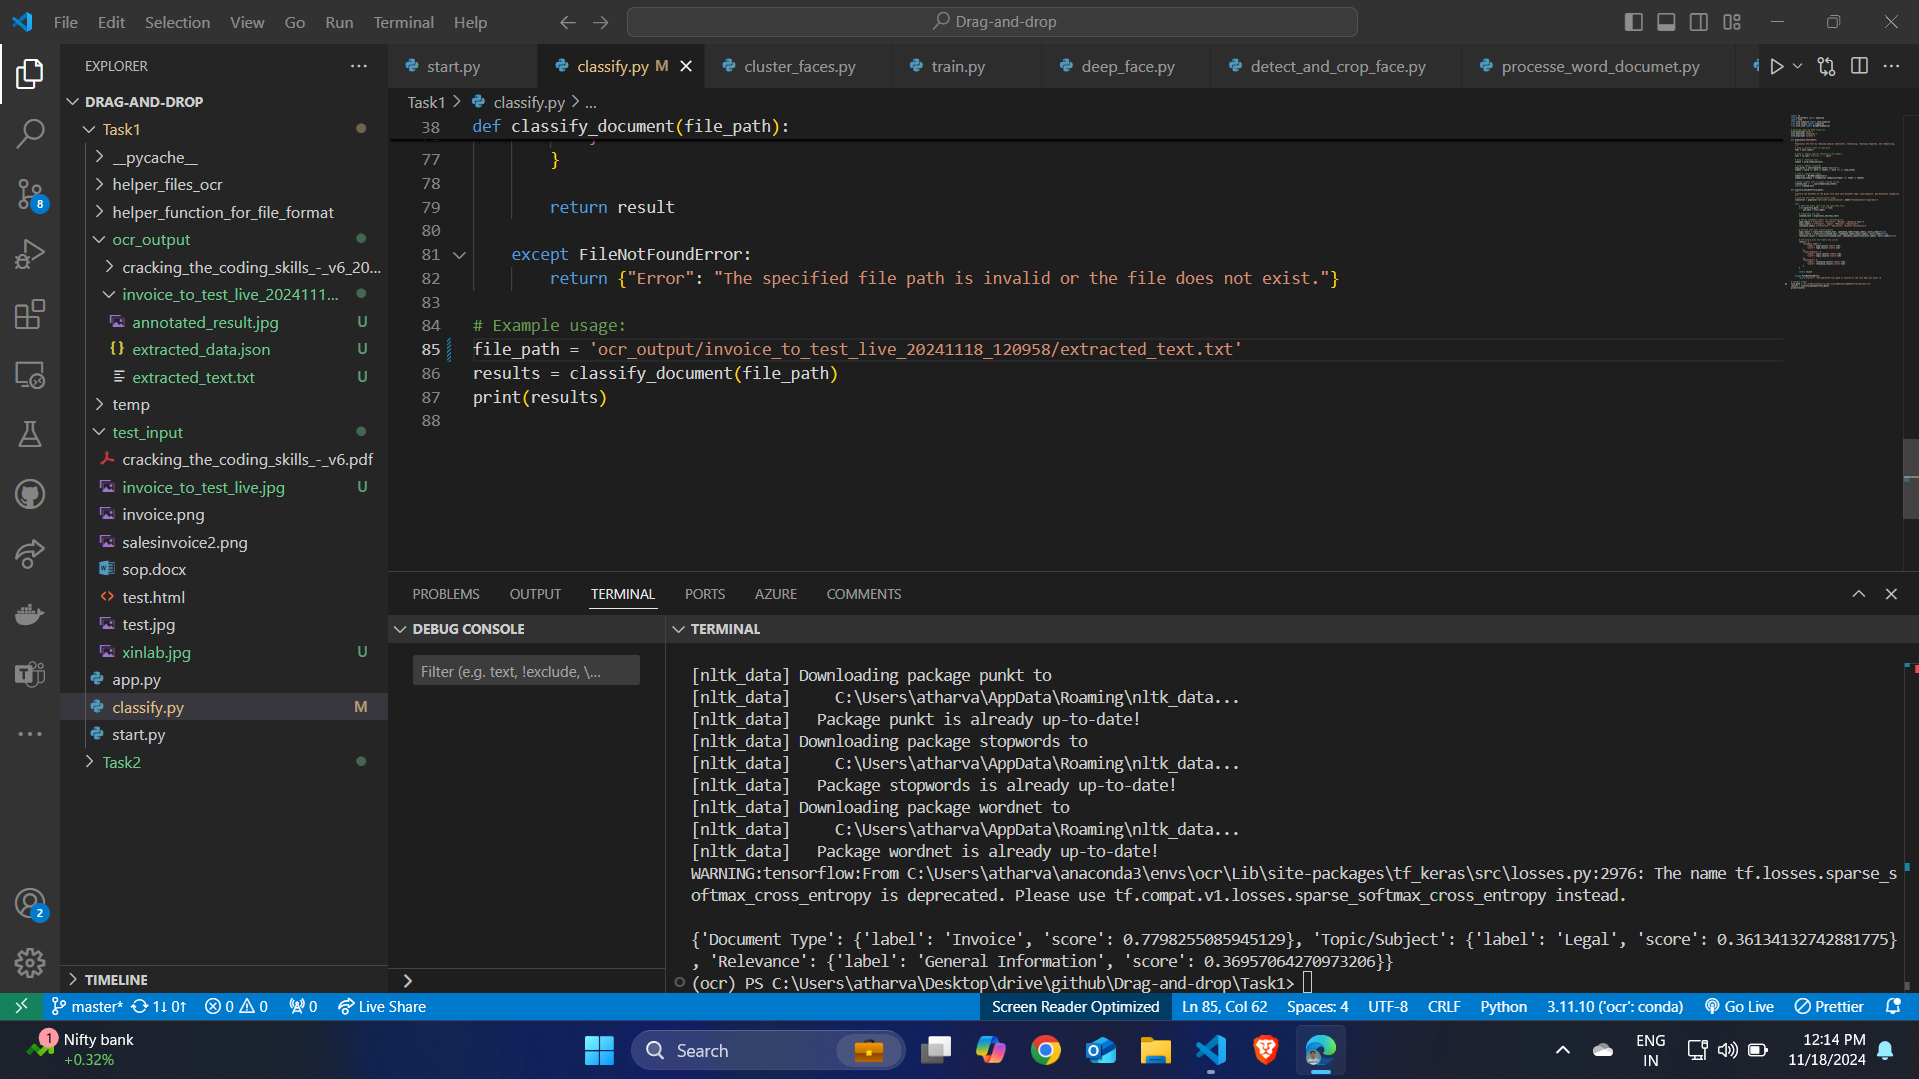 File Edit Selection View Go Run Terminal Help
Drag-and-drop
EXPLORER
DRAG-AND-DROP
Task1
__pycache__
helper_files_ocr
helper_function_for_file_format
ocr_output
cracking_the_coding_skills_-_v6_20...
invoice_to_test_live_2024111...
annotated_result.jpg U
extracted_data.json U
extracted_text.txt U
temp
test_input
cracking_the_coding_skills_-_v6.pdf
invoice_to_test_live.jpg U
invoice.png
salesinvoice2.png
sop.docx
test.html
test.jpg
xinlab.jpg U
app.py
classify.py M
start.py
Task2
TIMELINE
8
2
start.py classify.py M cluster_faces.py train.py deep_face.py detect_and_crop_face.py processe_word_documet.py
Task1 > classify.py > ...
38 def classify_document(file_path):
77 }
78
79 return result
80
81 except FileNotFoundError:
82 return {"Error": "The specified file path is invalid or the file does not exist."}
83
84 # Example usage:
85 file_path = 'ocr_output/invoice_to_test_live_20241118_120958/extracted_text.txt'
86 results = classify_document(file_path)
87 print(results)
88
PROBLEMS OUTPUT TERMINAL PORTS AZURE COMMENTS
DEBUG CONSOLE
Filter (e.g. text, !exclude, \...
TERMINAL
[nltk_data] Downloading package punkt to
[nltk_data]     C:\Users\atharva\AppData\Roaming\nltk_data...
[nltk_data]   Package punkt is already up-to-date!
[nltk_data] Downloading package stopwords to
[nltk_data]     C:\Users\atharva\AppData\Roaming\nltk_data...
[nltk_data]   Package stopwords is already up-to-date!
[nltk_data] Downloading package wordnet to
[nltk_data]     C:\Users\atharva\AppData\Roaming\nltk_data...
[nltk_data]   Package wordnet is already up-to-date!
WARNING:tensorflow:From C:\Users\atharva\anaconda3\envs\ocr\Lib\site-packages\tf_keras\src\losses.py:2976: The name tf.losses.sparse_s
oftmax_cross_entropy is deprecated. Please use tf.compat.v1.losses.sparse_softmax_cross_entropy instead.
{'Document Type': {'label': 'Invoice', 'score': 0.7798255085945129}, 'Topic/Subject': {'label': 'Legal', 'score': 0.36134132742881775}
, 'Relevance': {'label': 'General Information', 'score': 0.36957064270973206}}
(ocr) PS C:\Users\atharva\Desktop\drive\github\Drag-and-drop\Task1>
master* 1↓ 0↑ 0 0 0 Live Share Screen Reader Optimized Ln 85, Col 62 Spaces: 4 UTF-8 CRLF Python 3.11.10 ('ocr': conda) Go Live Prettier
1
Nifty bank
+0.32%
Search
ENG
IN
12:14 PM
11/18/2024